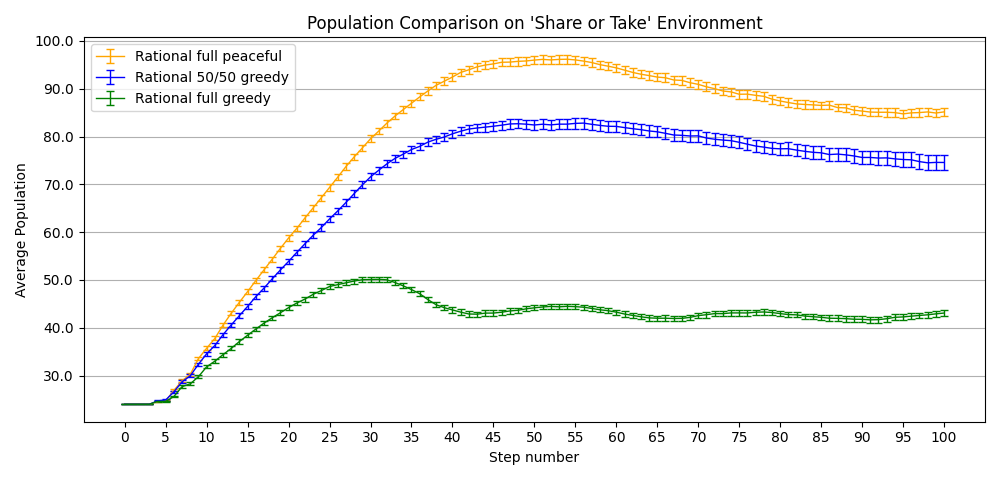 Population Comparison on 'Share or Take' Environment
Rational full peaceful
Rational 50/50 greedy
Rational full greedy
Average Population
100.0
90.0
80.0
70.0
60.0
50.0
40.0
30.0
0 5 10 15 20 25 30 35 40 45 50 55 60 65 70 75 80 85 90 95 100
Step number